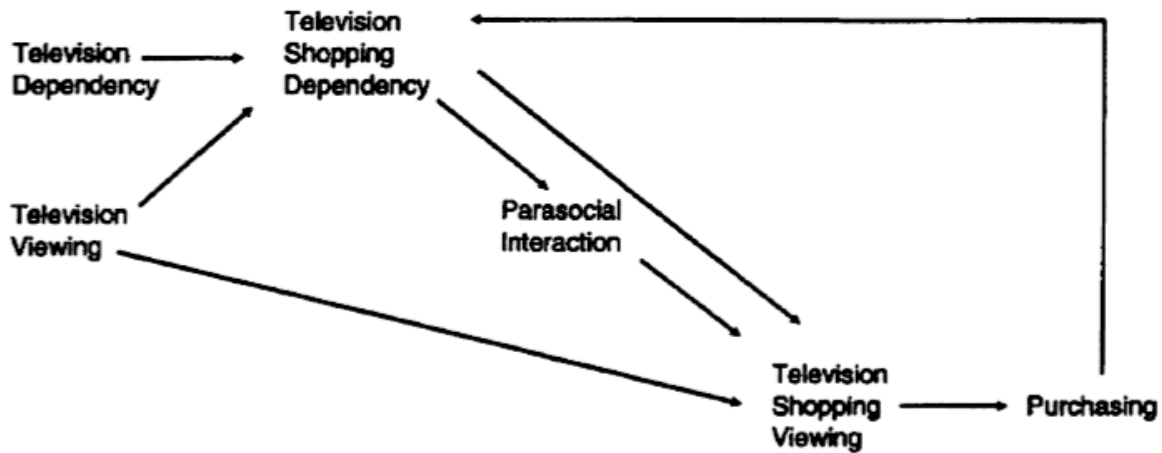 Television
Shopping
Dependency
Television
Dependency
Television
Viewing
Parasocial
Interaction
Television
Shopping
Viewing
Purchasing